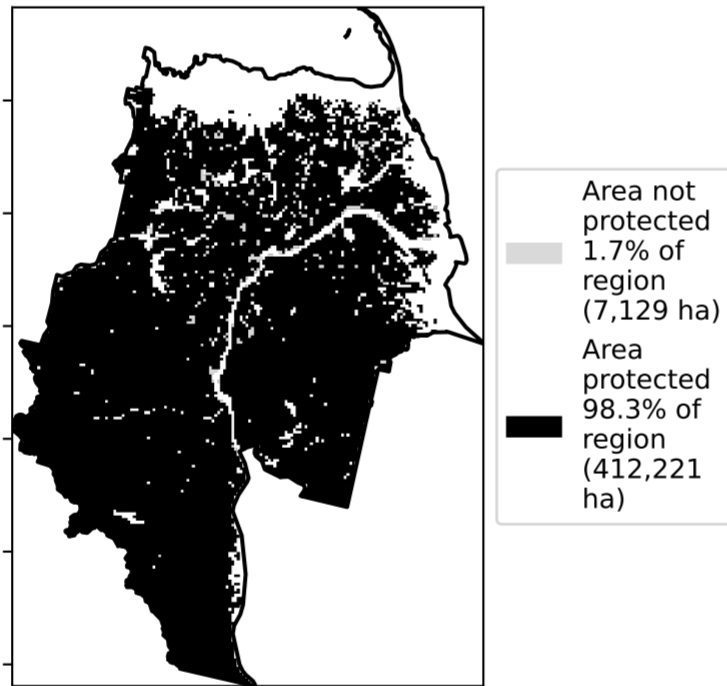 Area not
protected
1.7% of
region
(7,129 ha)
Area
protected
98.3% of
region
(412,221
ha)